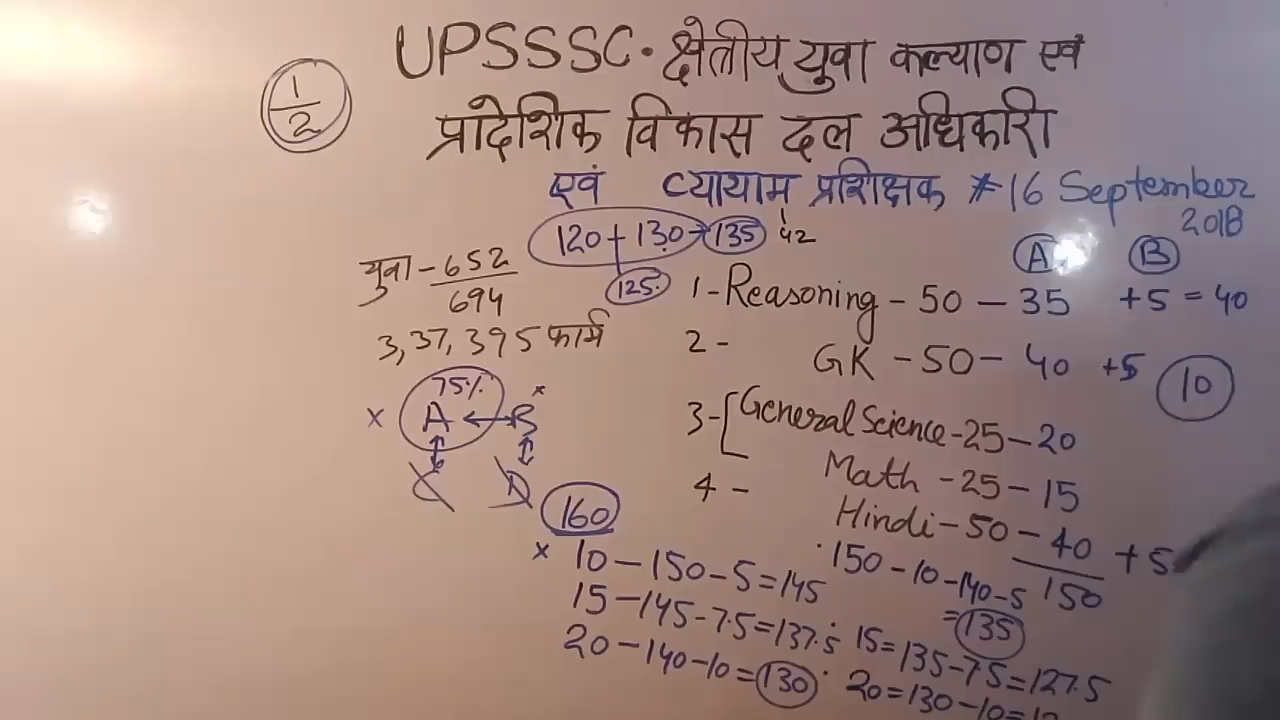 UPSSSC. क्षेत्रीय युवा कल्याण एवं
1/2
प्रादेशिक विकास दल अधिकारी
एवं व्यायाम प्रशिक्षक # 16 September
2018
120+130→135 42
125.
युवा - 652
694
3,37,395 फार्म
A B
1- Reasoning - 50 - 35 +5 = 40
2- GK - 50 - 40 +5 10
3- [General Science - 25 - 20
Math - 25 - 15
4 - Hindi - 50 - 40 + 5
150
75%
x A ↔ B x
C D
160
x 10 - 150 - 5 = 145
15 - 145 - 7.5 = 137.5
20 - 140 - 10 = 130
150 - 10 - 140 - 5
= 135
15 = 135 - 7.5 = 127.5
20 = 130 - 10 =